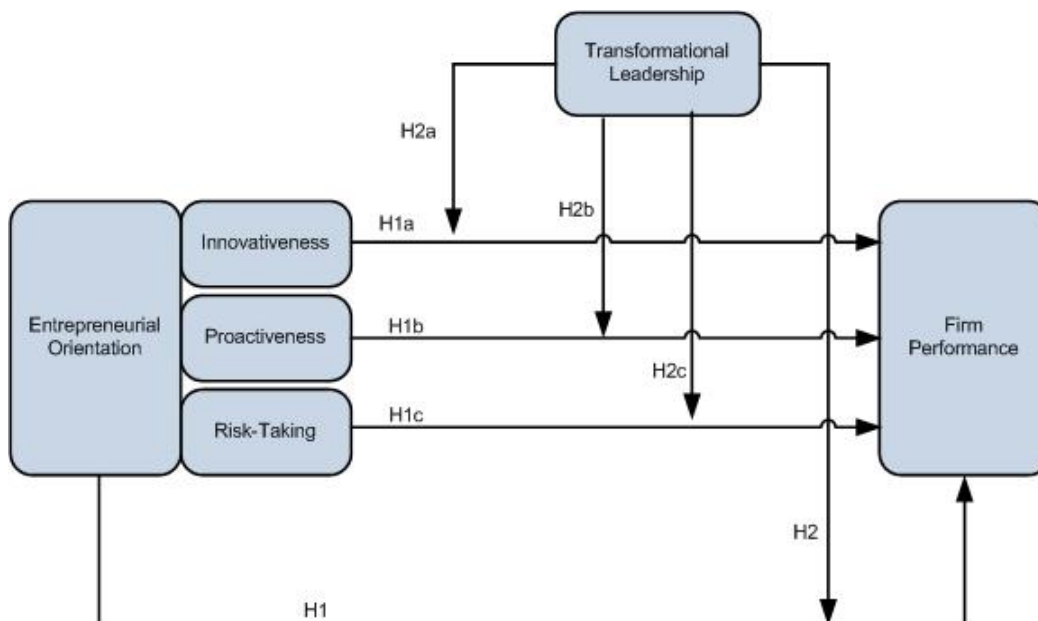 Transformational
Leadership
H2a
H2b
H1a
Innovativeness
Entrepreneurial
Orientation
Proactiveness
H1b
Firm
Performance
H2c
Risk-Taking
H1c
H2
H1